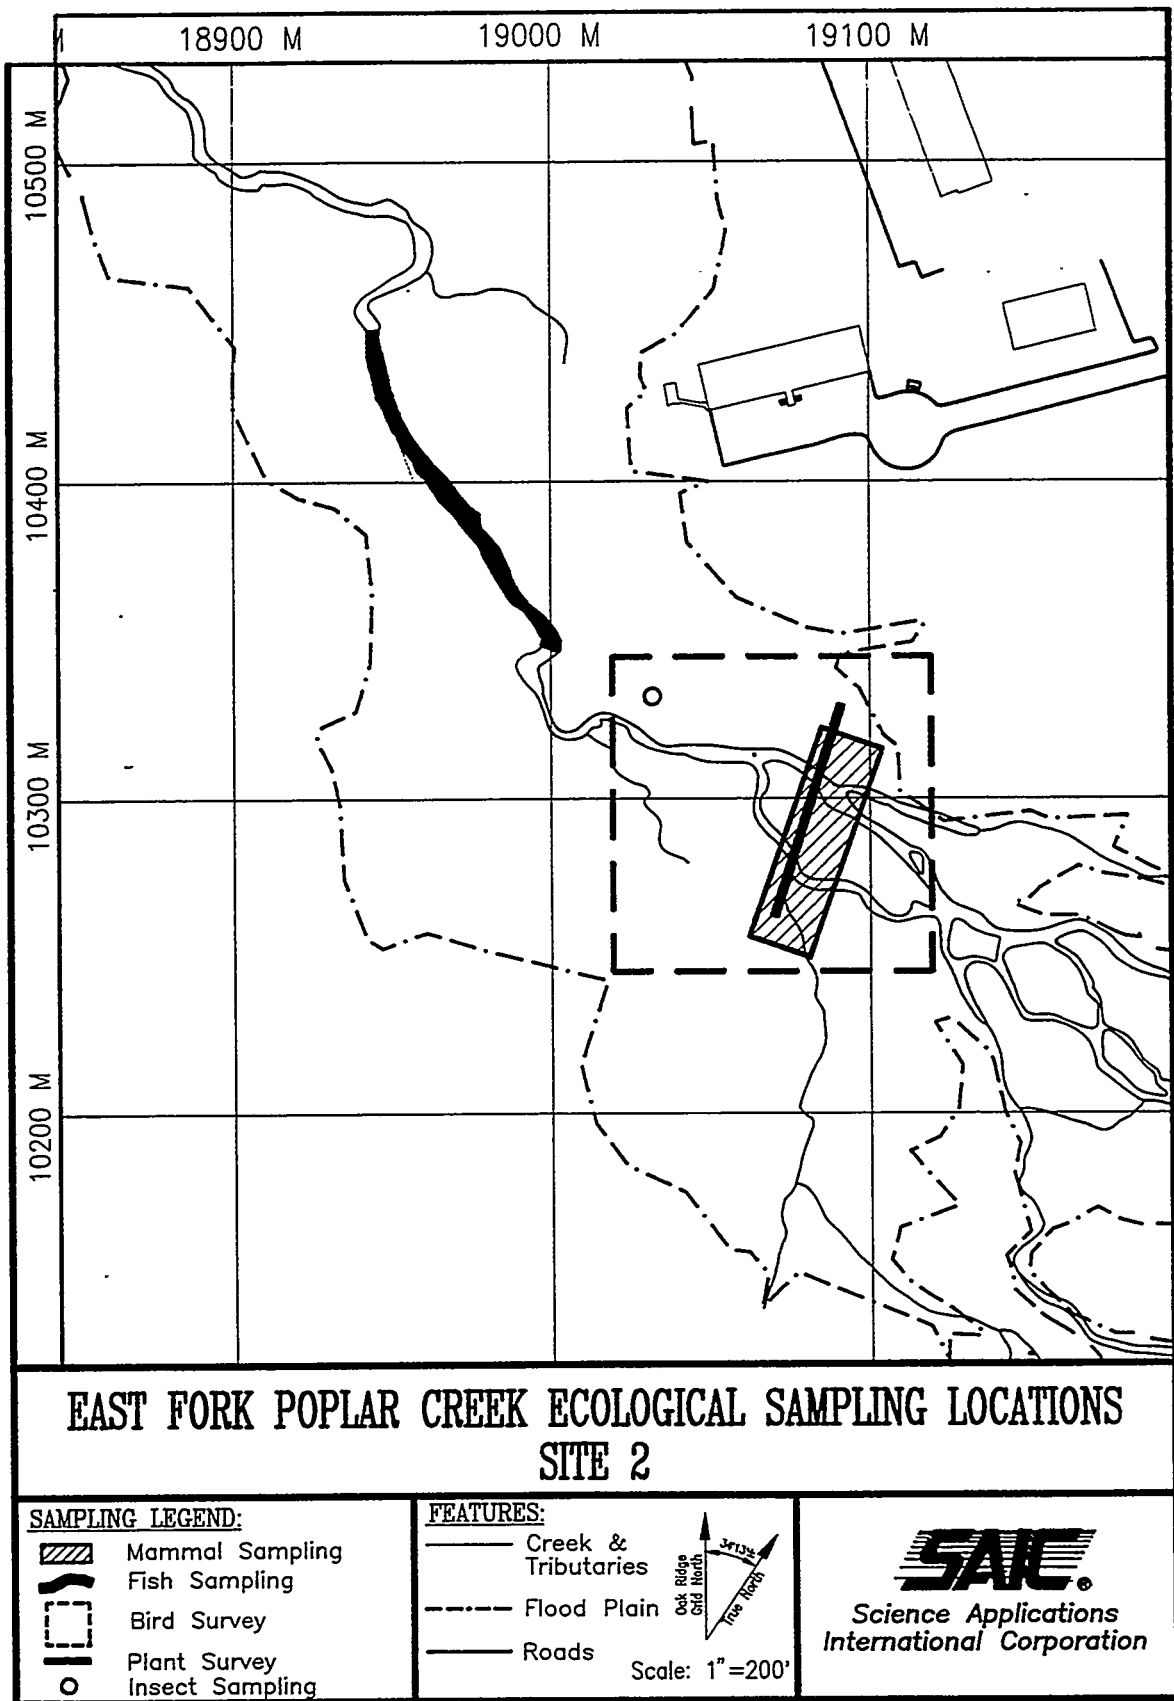 18900 M
19000 M
19100 M
10500 M
10400 M
10300 M
10200 M
EAST FORK POPLAR CREEK ECOLOGICAL SAMPLING LOCATIONS
SITE 2
SAMPLING LEGEND:
Mammal Sampling
Fish Sampling
Bird Survey
Plant Survey
Insect Sampling
FEATURES:
Creek &
Tributaries
Flood Plain
Roads
Oak Ridge
Grid North
True North
Scale: 1"=200'
SAIC®
Science Applications
International Corporation